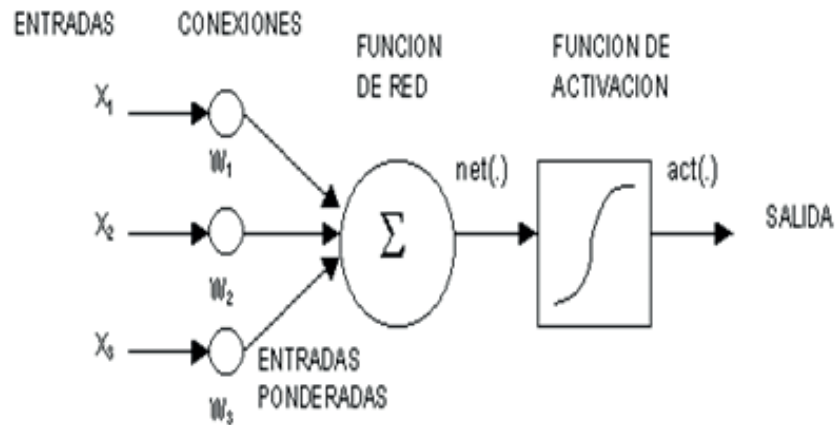 ENTRADAS
CONEXIONES
FUNCION
DE RED
FUNCION DE
ACTIVACION
X₁
W₁
net(.)
act(.)
X₂
Σ
SALIDA
W₂
X₃
ENTRADAS
PONDERADAS
W₃